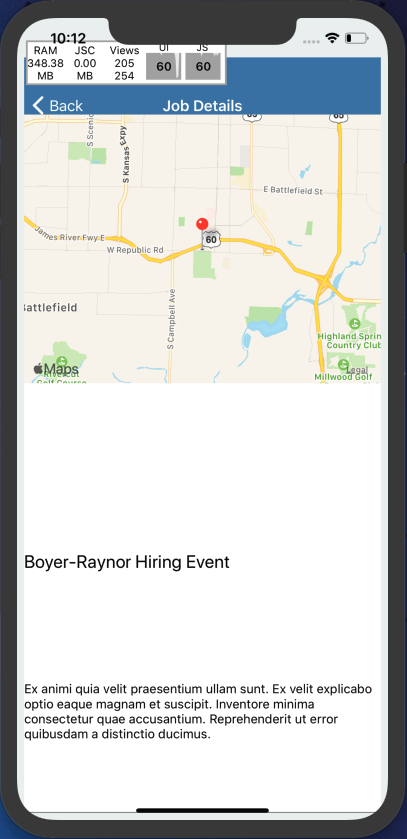 10:12
RAM JSC Views UI JS
348.38 0.00 205 60 60
MB MB 254
Back Job Details
65 65
S Scenic
S Kansas Expy
E Battlefield St
James River Fwy E
60
W Republic Rd
S Campbell Ave
Battlefield
Highland Sprin
Country Club
Maps
Rivercut
Golf Course
Legal
Millwood Golf
Boyer-Raynor Hiring Event
Ex animi quia velit praesentium ullam sunt. Ex velit explicabo
optio eaque magnam et suscipit. Inventore minima
consectetur quae accusantium. Reprehenderit ut error
quibusdam a distinctio ducimus.